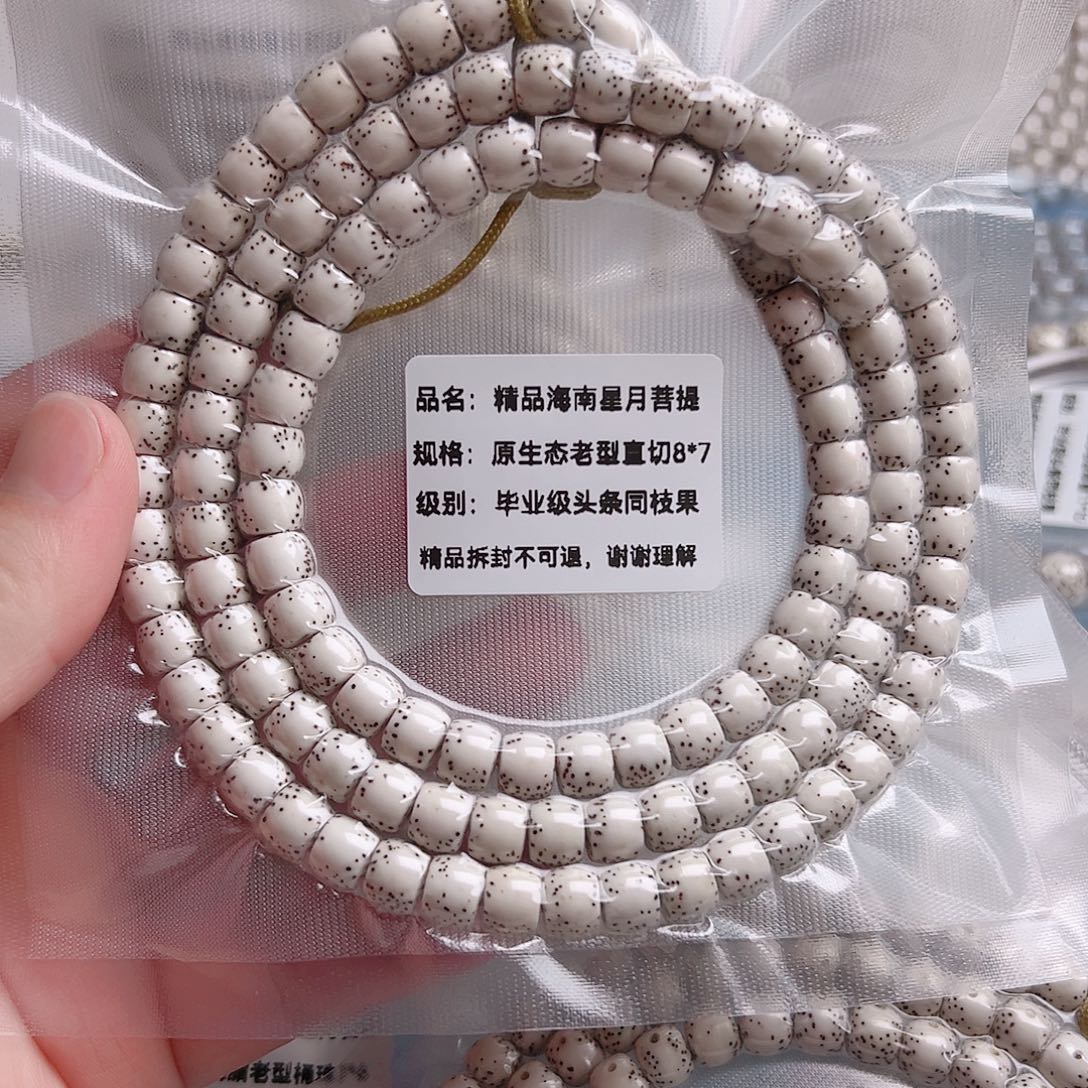 品名：精品海南星月菩提
规格：原生态老型直切8*7
级别：毕业级头条同枝果
精品拆封不可退，谢谢理解